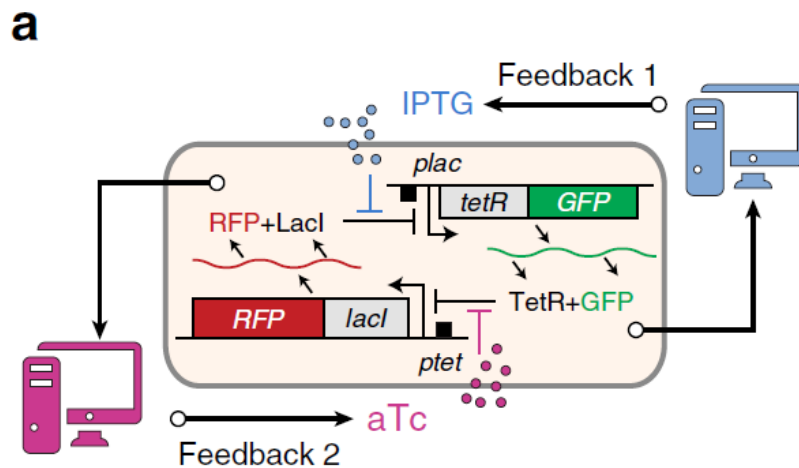 a
Feedback 1
IPTG
plac
tetR GFP
RFP+LacI
TetR+GFP
RFP lacI
ptet
aTc
Feedback 2